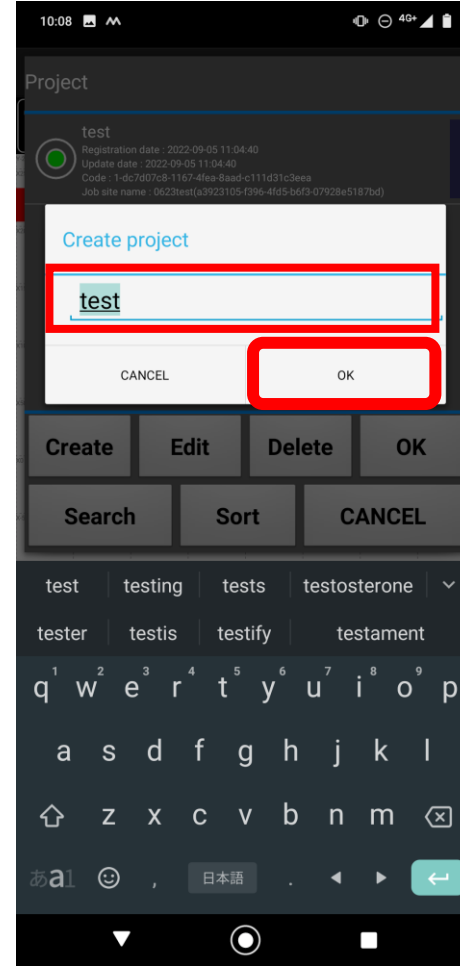 10:08 4G+
Project
test
Registration date : 2022-09-05 11:04:40
Update date : 2022-09-05 11:04:40
Code : 1-dc7d07c8-1167-4fea-8aad-c111d31c3eea
Job site name : 0623test(a3923105-f396-4fd5-b6f3-07928e5187bd)
Create project
test
CANCEL OK
Create Edit Delete OK
Search Sort CANCEL
test testing tests testosterone
tester testis testify testament
1 2 3 4 5 6 7 8 9
q w e r t y u i o p
a s d f g h j k l
z x c v b n m
あa1 , 日本語 .